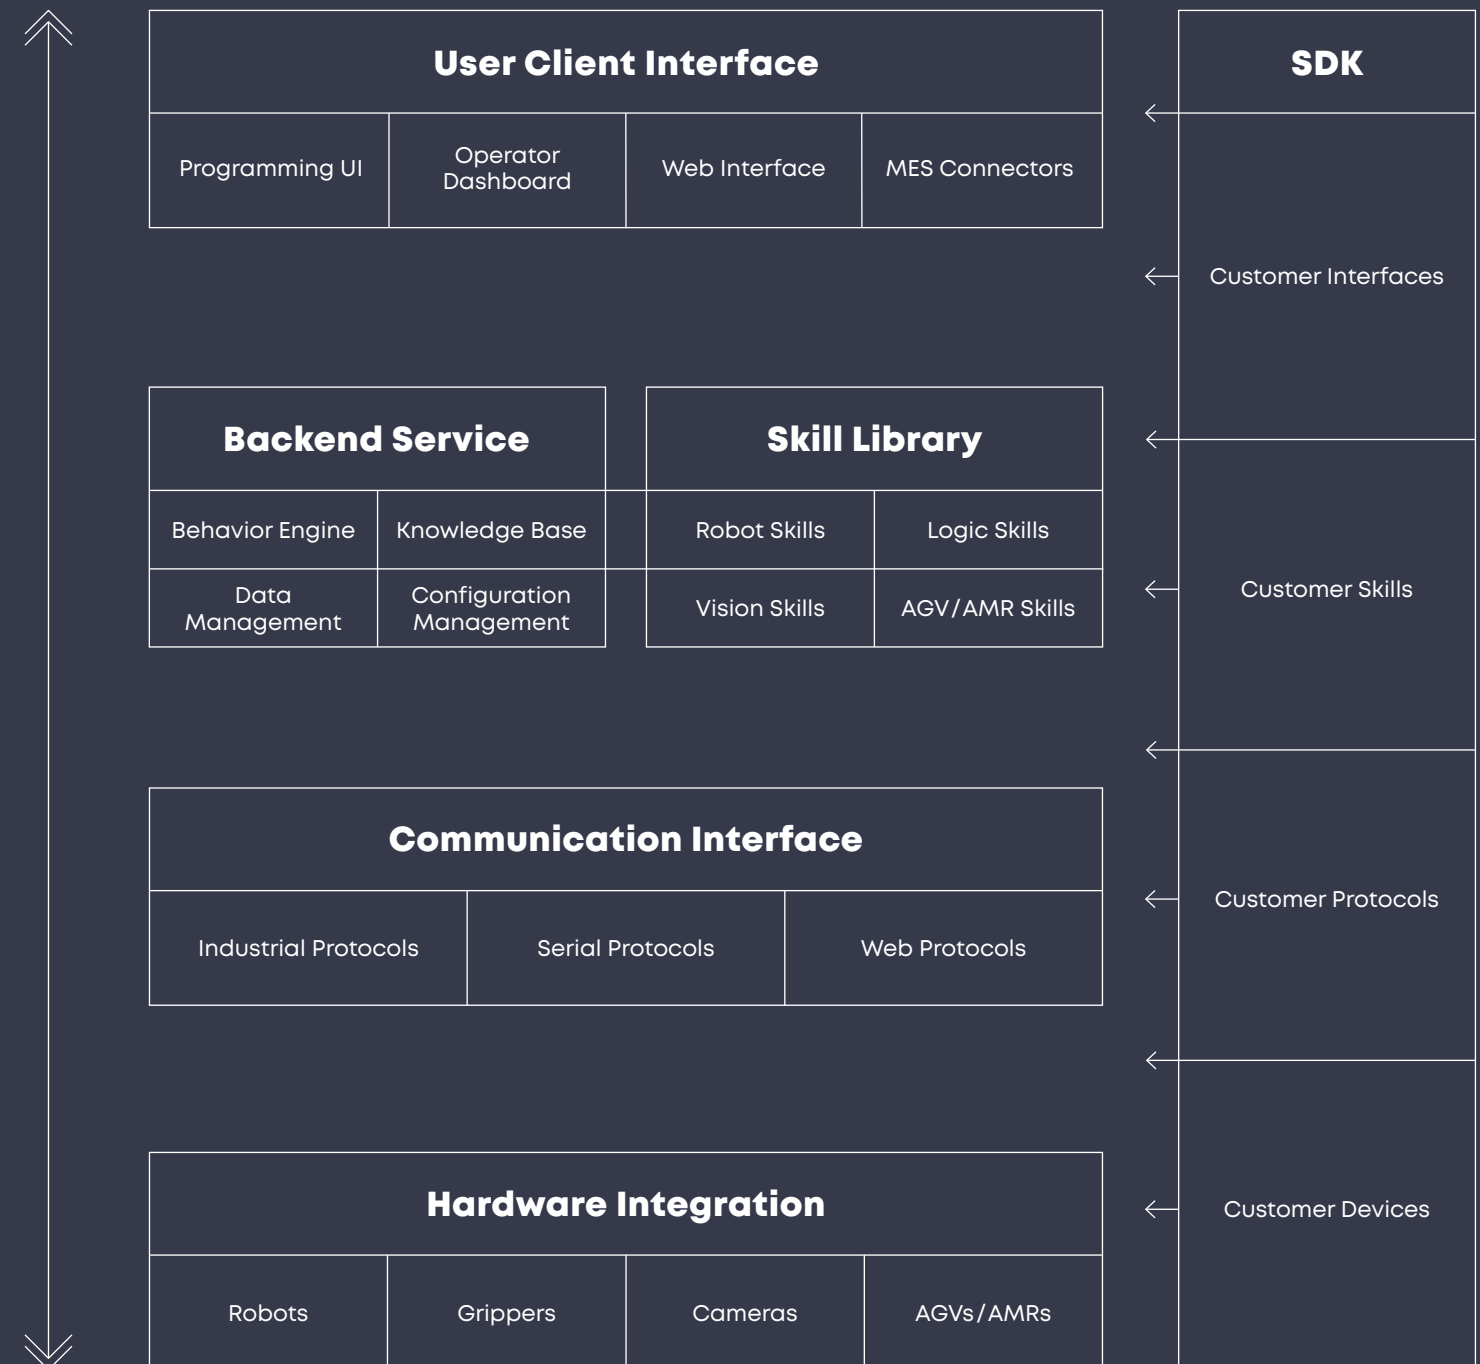 User Client Interface
Programming UI
Operator
Dashboard
Web Interface
MES Connectors
Backend Service
Behavior Engine
Knowledge Base
Data
Management
Configuration
Management
Skill Library
Robot Skills
Logic Skills
Vision Skills
AGV/AMR Skills
Communication Interface
Industrial Protocols
Serial Protocols
Web Protocols
Hardware Integration
Robots
Grippers
Cameras
AGVs/AMRs
SDK
Customer Interfaces
Customer Skills
Customer Protocols
Customer Devices